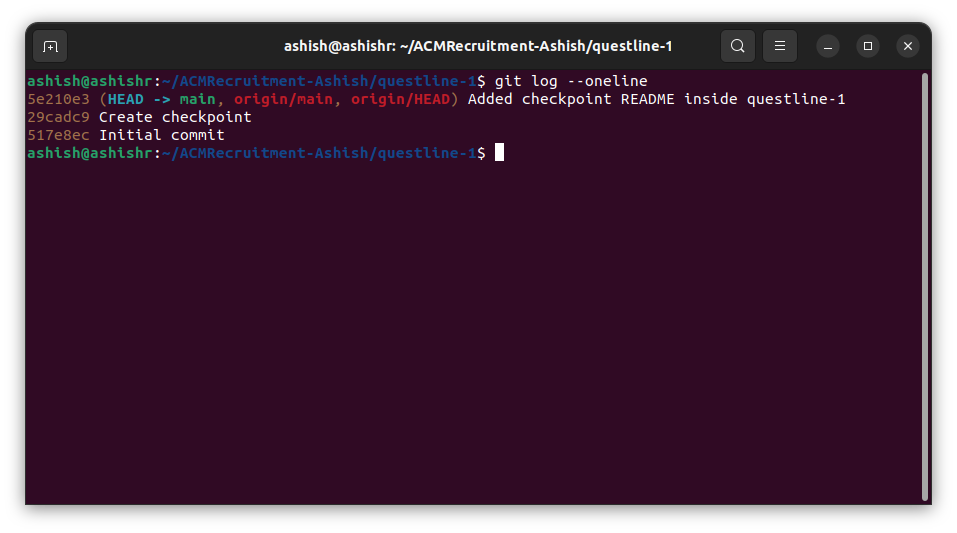 ashish@ashishr: ~/ACMRecruitment-Ashish/questline-1
ashish@ashishr:~/ACMRecruitment-Ashish/questline-1$ git log --oneline
5e210e3 (HEAD -> main, origin/main, origin/HEAD) Added checkpoint README inside questline-1
29cadc9 Create checkpoint
517e8ec Initial commit
ashish@ashishr:~/ACMRecruitment-Ashish/questline-1$